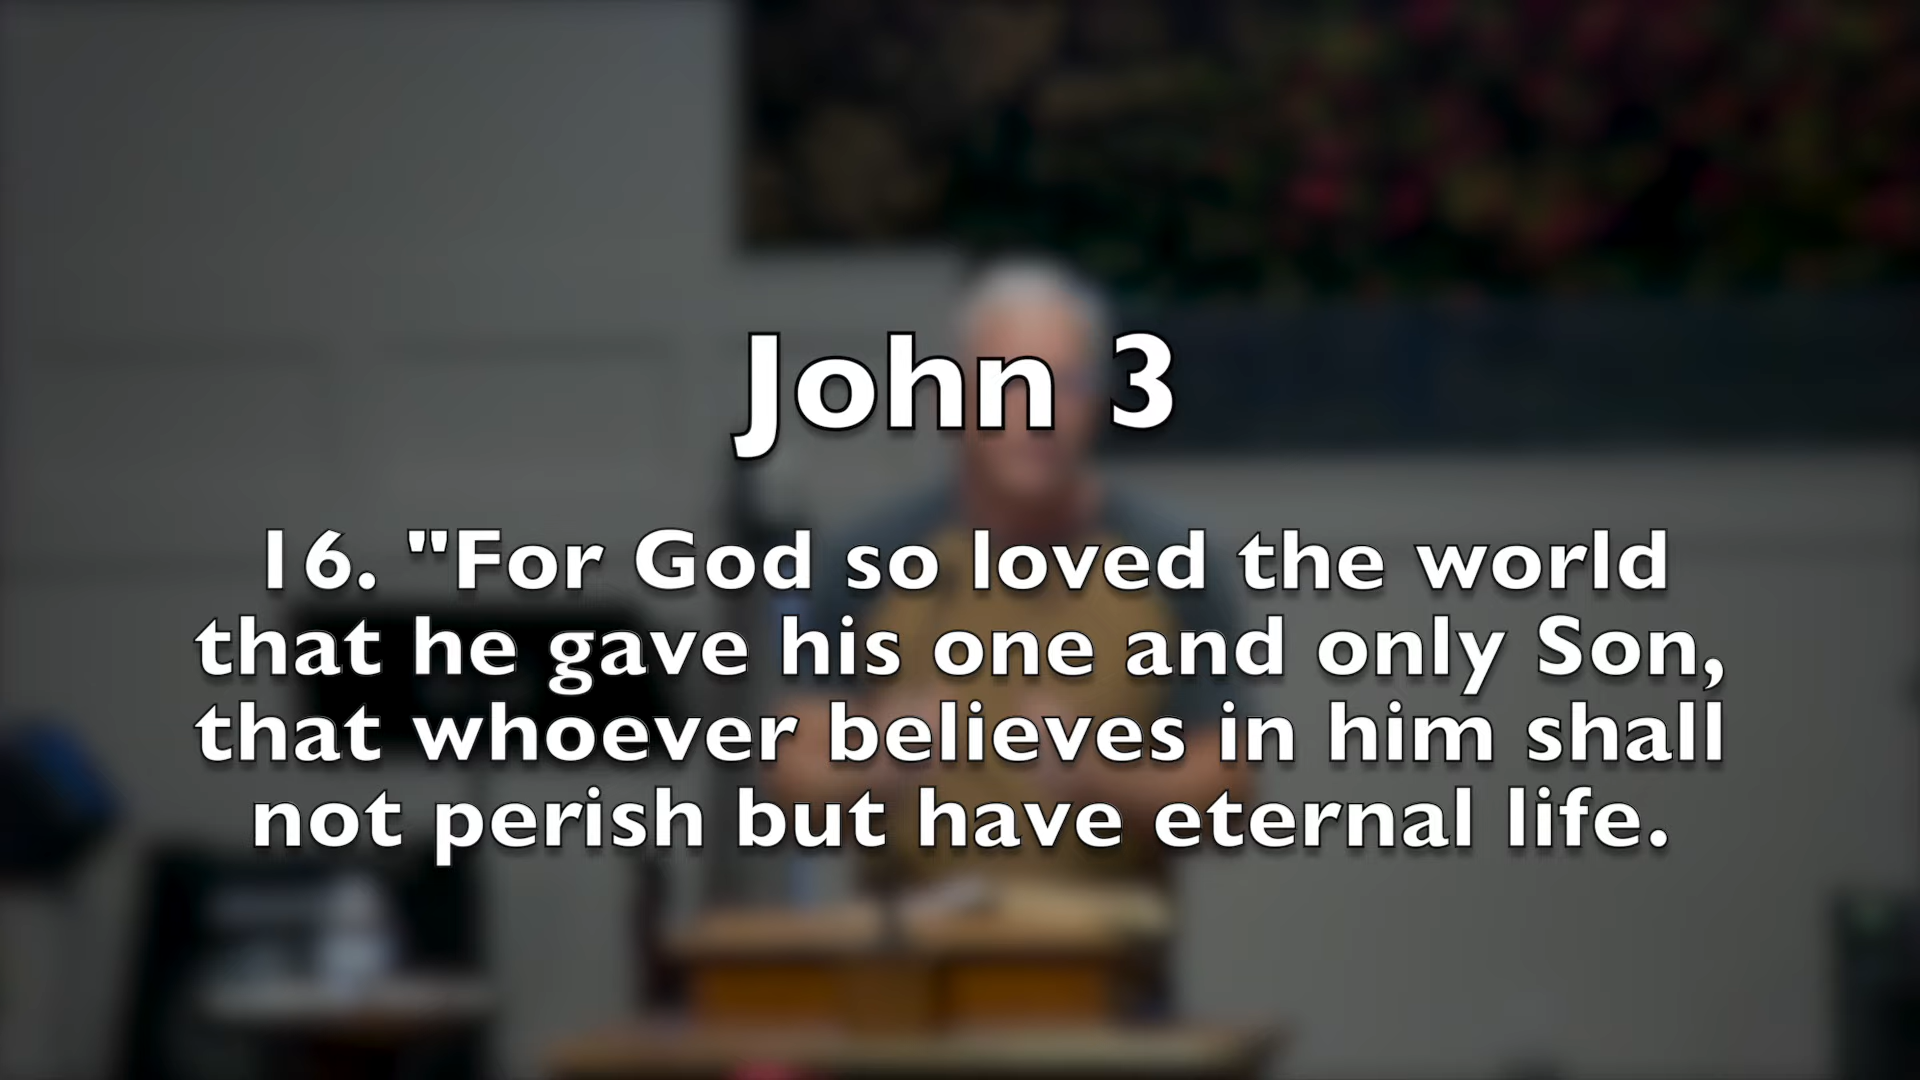 John 3
16. "For God so loved the world
that he gave his one and only Son,
that whoever believes in him shall
not perish but have eternal life.